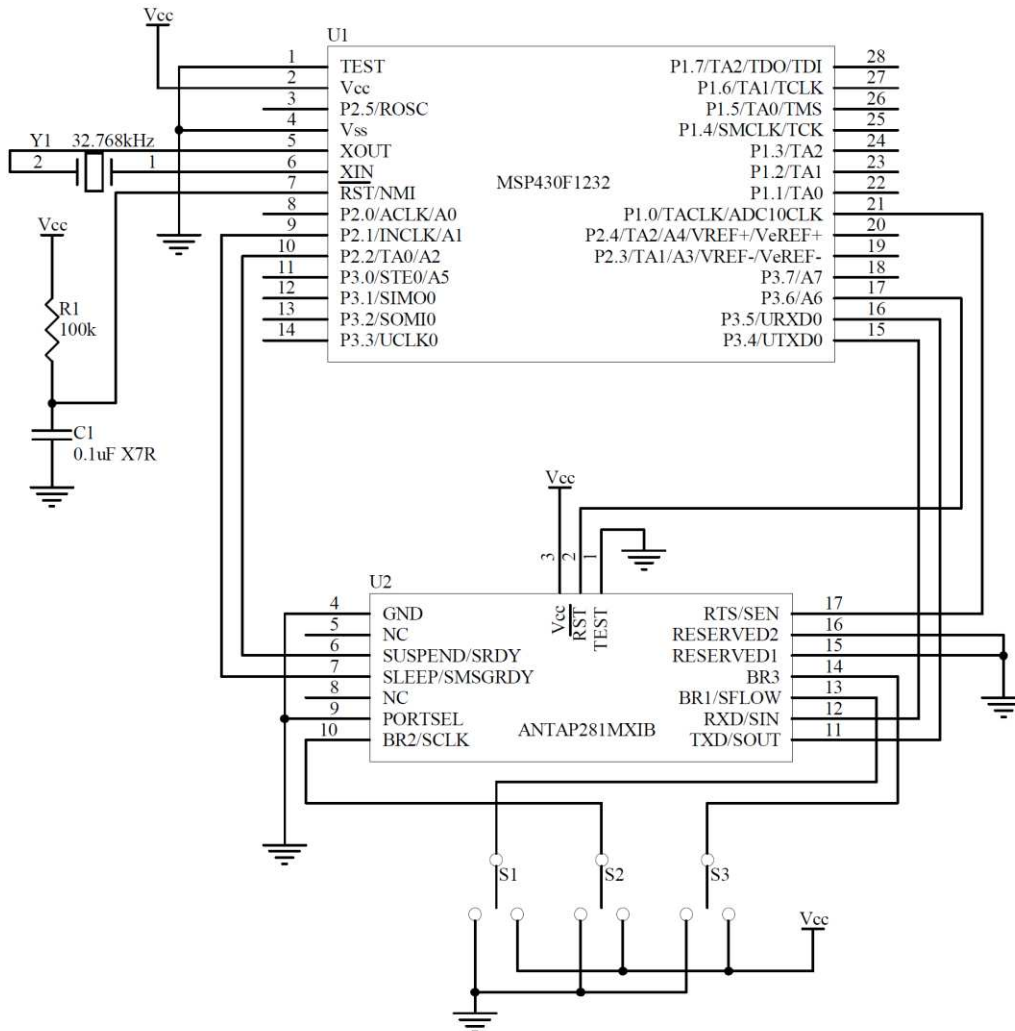 Vcc
U1
1 TEST
2 Vcc
3 P2.5/ROSC
4 Vss
5 XOUT
6 XIN
7 RST/NMI
8 P2.0/ACLK/A0
9 P2.1/INCLK/A1
10 P2.2/TA0/A2
11 P3.0/STE0/A5
12 P3.1/SIMO0
13 P3.2/SOMI0
14 P3.3/UCLK0
MSP430F1232
P1.7/TA2/TDO/TDI 28
P1.6/TA1/TCLK 27
P1.5/TA0/TMS 26
P1.4/SMCLK/TCK 25
P1.3/TA2 24
P1.2/TA1 23
P1.1/TA0 22
P1.0/TACLK/ADC10CLK 21
P2.4/TA2/A4/VREF+/VeREF+ 20
P2.3/TA1/A3/VREF-/VeREF- 19
P3.7/A7 18
P3.6/A6 17
P3.5/URXD0 16
P3.4/UTXD0 15
Y1 32.768kHz
2 1
Vcc
R1
100k
C1
0.1uF X7R
Vcc
3 2 1
U2
Vcc
RST
TEST
4 GND
5 NC
6 SUSPEND/SRDY
7 SLEEP/SMSGRDY
8 NC
9 PORTSEL
10 BR2/SCLK
ANTAP281MXIB
RTS/SEN 17
RESERVED2 16
RESERVED1 15
BR3 14
BR1/SFLOW 13
RXD/SIN 12
TXD/SOUT 11
S1 S2 S3
Vcc